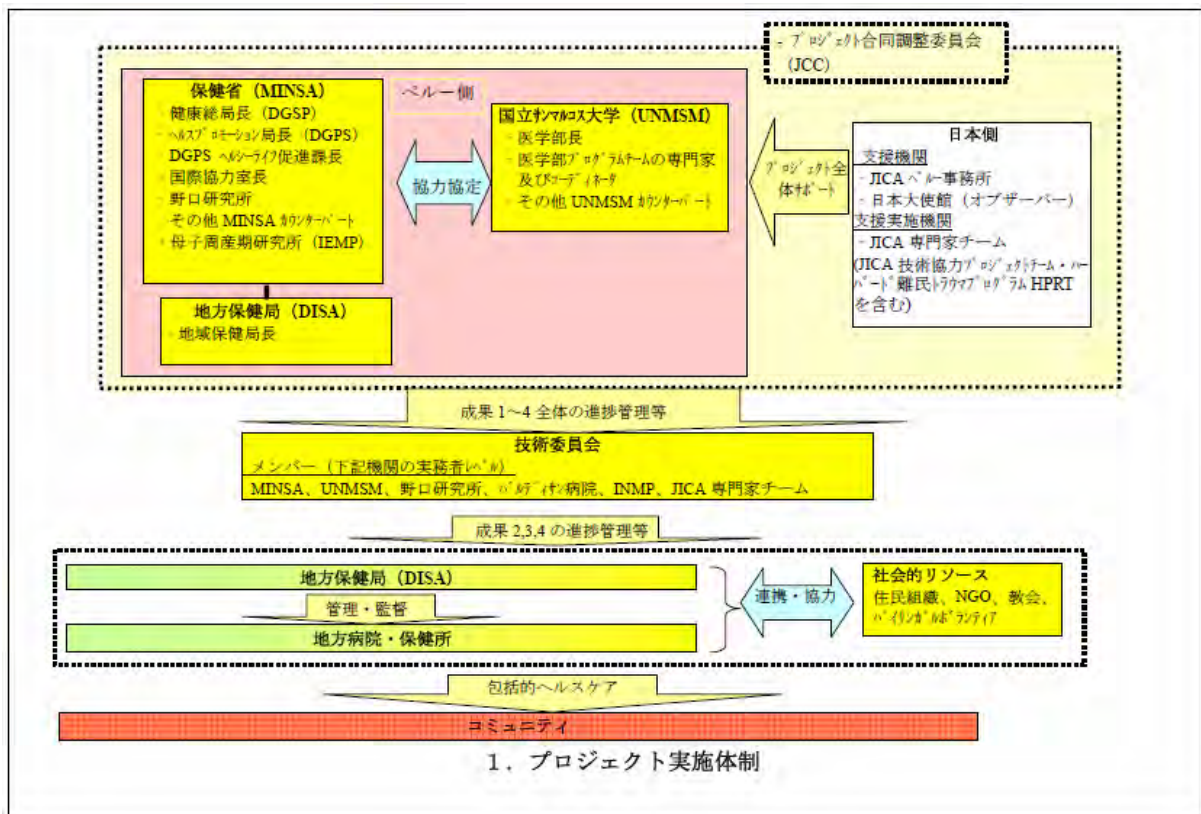 - プロジェクト合同調整委員会
(JCC)
保健省（MINSA）
- 健康総局長（DGSP）
- ヘルスプロモーション局長（DGPS）
- DGPS ヘルシーライフ促進課長
- 国際協力室長
- 野口研究所
- その他 MINSA カウンターパート
- 母子周産期研究所（IEMP）
地方保健局（DISA）
- 地域保健局長
ペルー側
協力協定
国立サンマルコス大学（UNMSM）
- 医学部長
- 医学部プログラムチームの専門家
及びコーディネータ
- その他 UNMSM カウンターパート
プロジェクト全
体サポート
日本側
支援機関
- JICA ペルー事務所
- 日本大使館（オブザーバー）
支援実施機関
- JICA 専門家チーム
(JICA 技術協力プロジェクトチーム・ハー
バード難民トラウマプログラム HPRT
を含む)
成果 1～4 全体の進捗管理等
技術委員会
メンバー（下記機関の実務者レベル）
MINSA、UNMSM、野口研究所、バルディサン病院、INMP、JICA 専門家チーム
成果 2,3,4 の進捗管理等
地方保健局（DISA）
管理・監督
地方病院・保健所
連携・協力
社会的リソース
住民組織、NGO、教会、
バイリンガルボランティア
包括的ヘルスケア
コミュニティ
1．プロジェクト実施体制